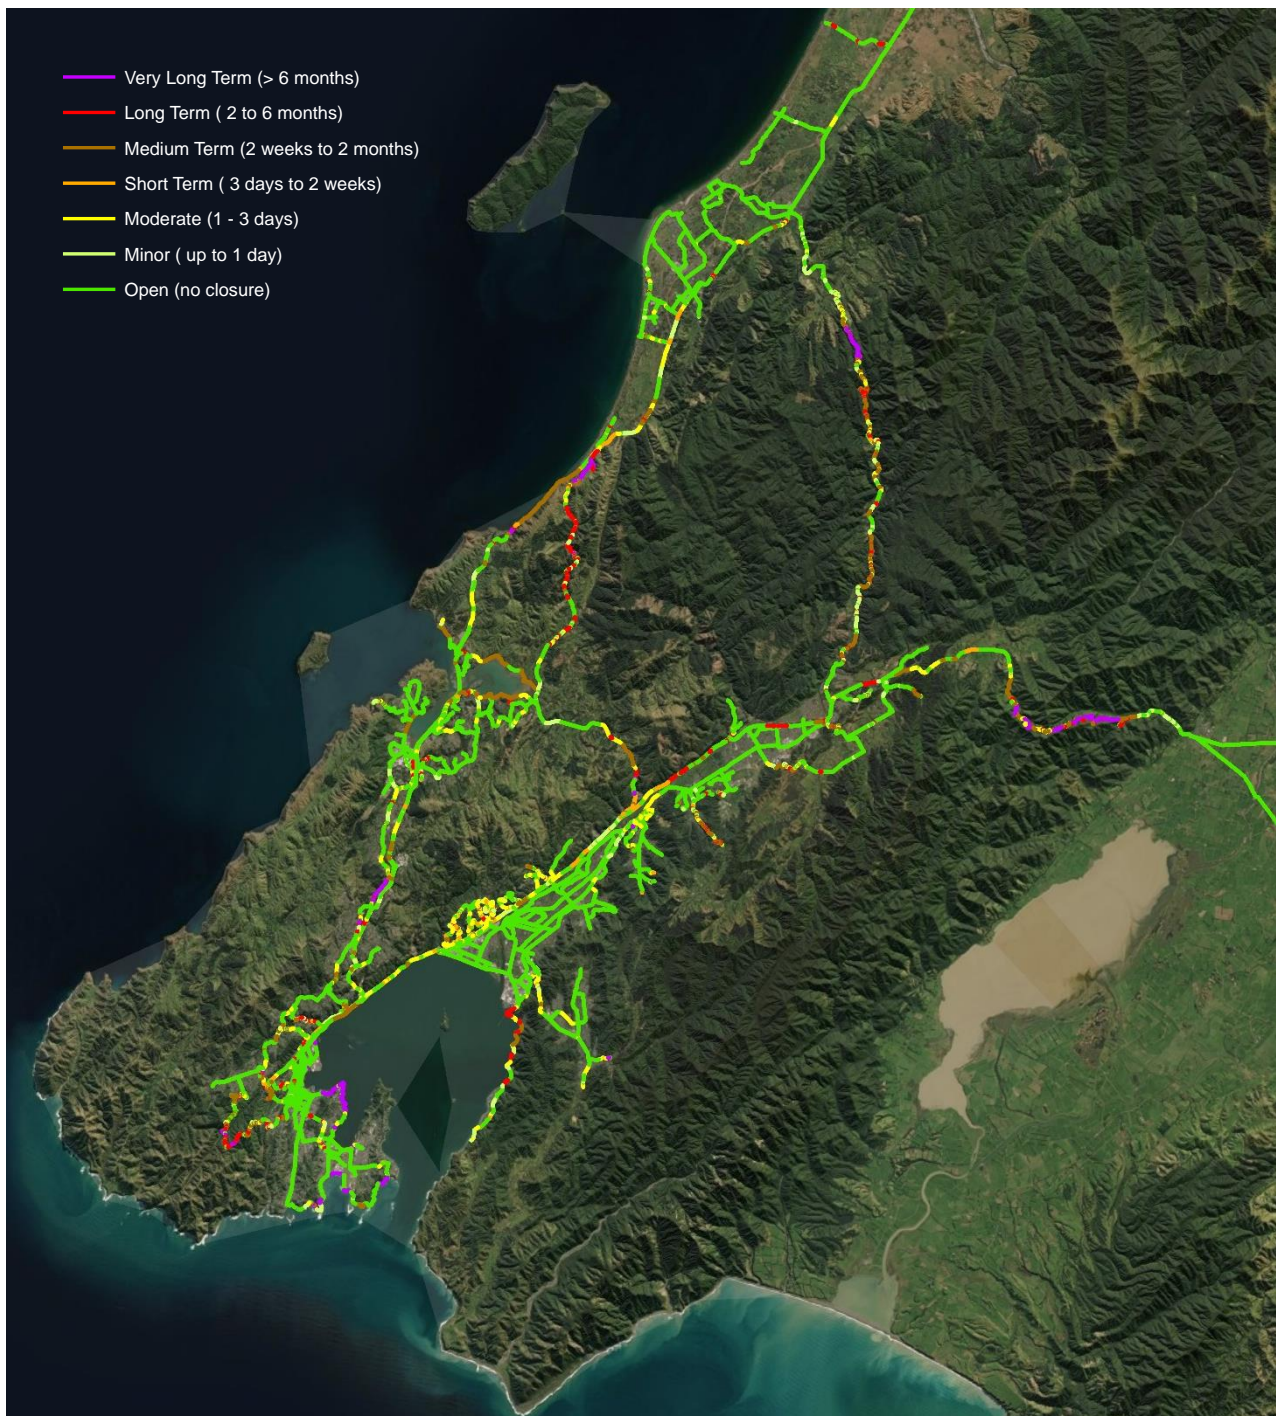 Very Long Term (> 6 months)
Long Term ( 2 to 6 months)
Medium Term (2 weeks to 2 months)
Short Term ( 3 days to 2 weeks)
Moderate (1 - 3 days)
Minor ( up to 1 day)
Open (no closure)